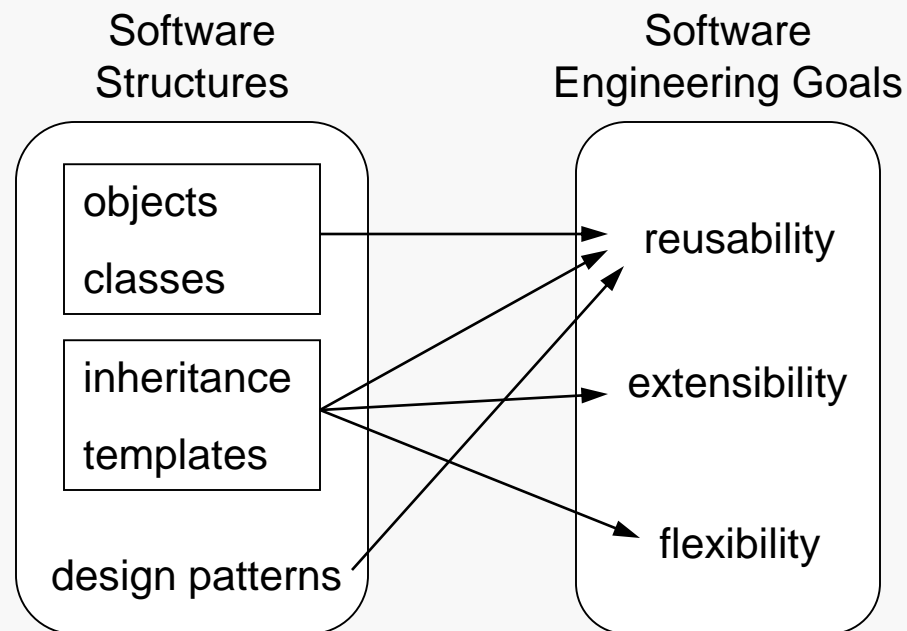 Software
Structures
objects
classes
inheritance
templates
design patterns
Software
Engineering Goals
reusability
extensibility
flexibility